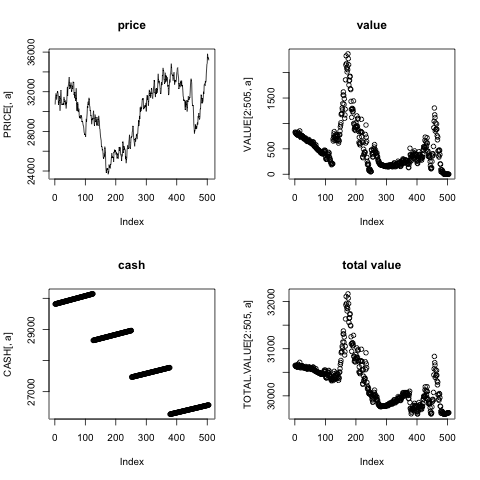 price
PRICE[, a]
36000
32000
28000
24000
0 100 200 300 400 500
Index
value
VALUE[2:505, a]
1500
500
0
0 100 200 300 400 500
Index
cash
CASH[, a]
29000
27000
0 100 200 300 400 500
Index
total value
TOTAL.VALUE[2:505, a]
32000
31000
30000
0 100 200 300 400 500
Index